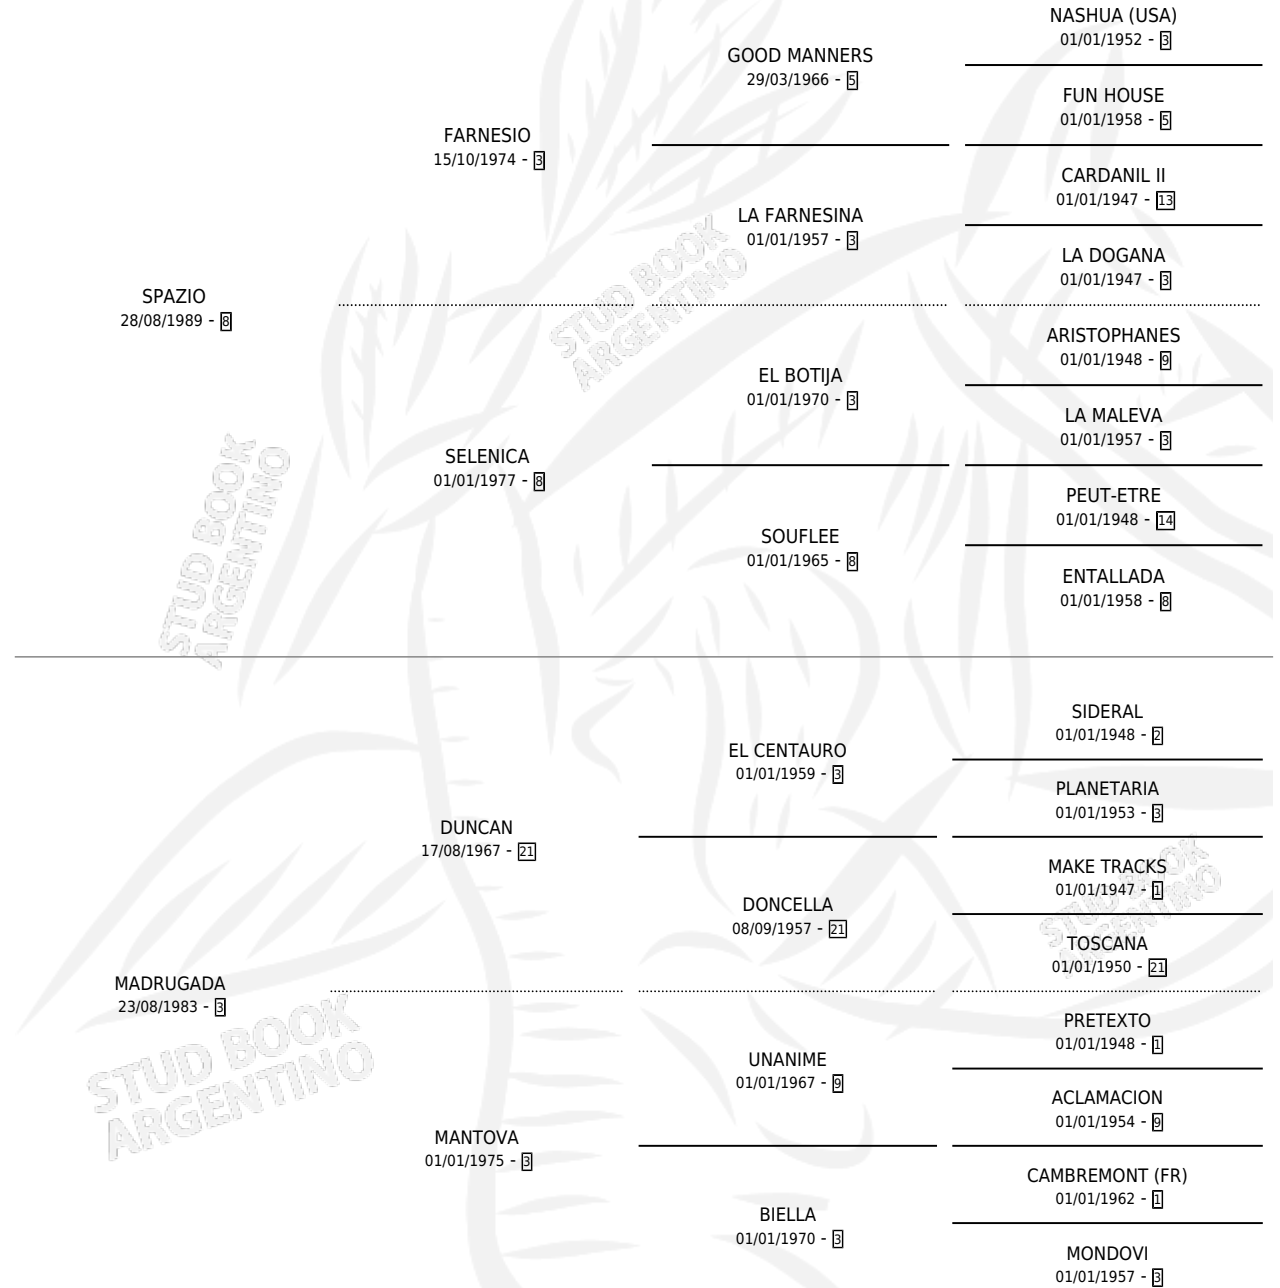 NASHUA (USA)
01/01/1952 - 3
GOOD MANNERS
29/03/1966 - 5
FUN HOUSE
01/01/1958 - 5
FARNESIO
15/10/1974 - 3
CARDANIL II
01/01/1947 - 13
LA FARNESINA
01/01/1957 - 3
LA DOGANA
01/01/1947 - 3
SPAZIO
28/08/1989 - 8
STUD BOOK
ARGENTINO
ARISTOPHANES
01/01/1948 - 9
EL BOTIJA
01/01/1970 - 3
LA MALEVA
01/01/1957 - 3
SELENICA
01/01/1977 - 8
PEUT-ETRE
01/01/1948 - 14
SOUFLEE
01/01/1965 - 8
ENTALLADA
01/01/1958 - 8
STUD BOOK
ARGENTINO
SIDERAL
01/01/1948 - 2
EL CENTAURO
01/01/1959 - 3
PLANETARIA
01/01/1953 - 3
DUNCAN
17/08/1967 - 21
MAKE TRACKS
01/01/1947 - 1
DONCELLA
08/09/1957 - 21
TOSCANA
01/01/1950 - 21
STUD BOOK
ARGENTINO
MADRUGADA
23/08/1983 - 3
PRETEXTO
01/01/1948 - 1
UNANIME
01/01/1967 - 9
ACLAMACION
01/01/1954 - 9
STUD BOOK
ARGENTINO
MANTOVA
01/01/1975 - 3
CAMBREMONT (FR)
01/01/1962 - 1
BIELLA
01/01/1970 - 3
MONDOVI
01/01/1957 - 3